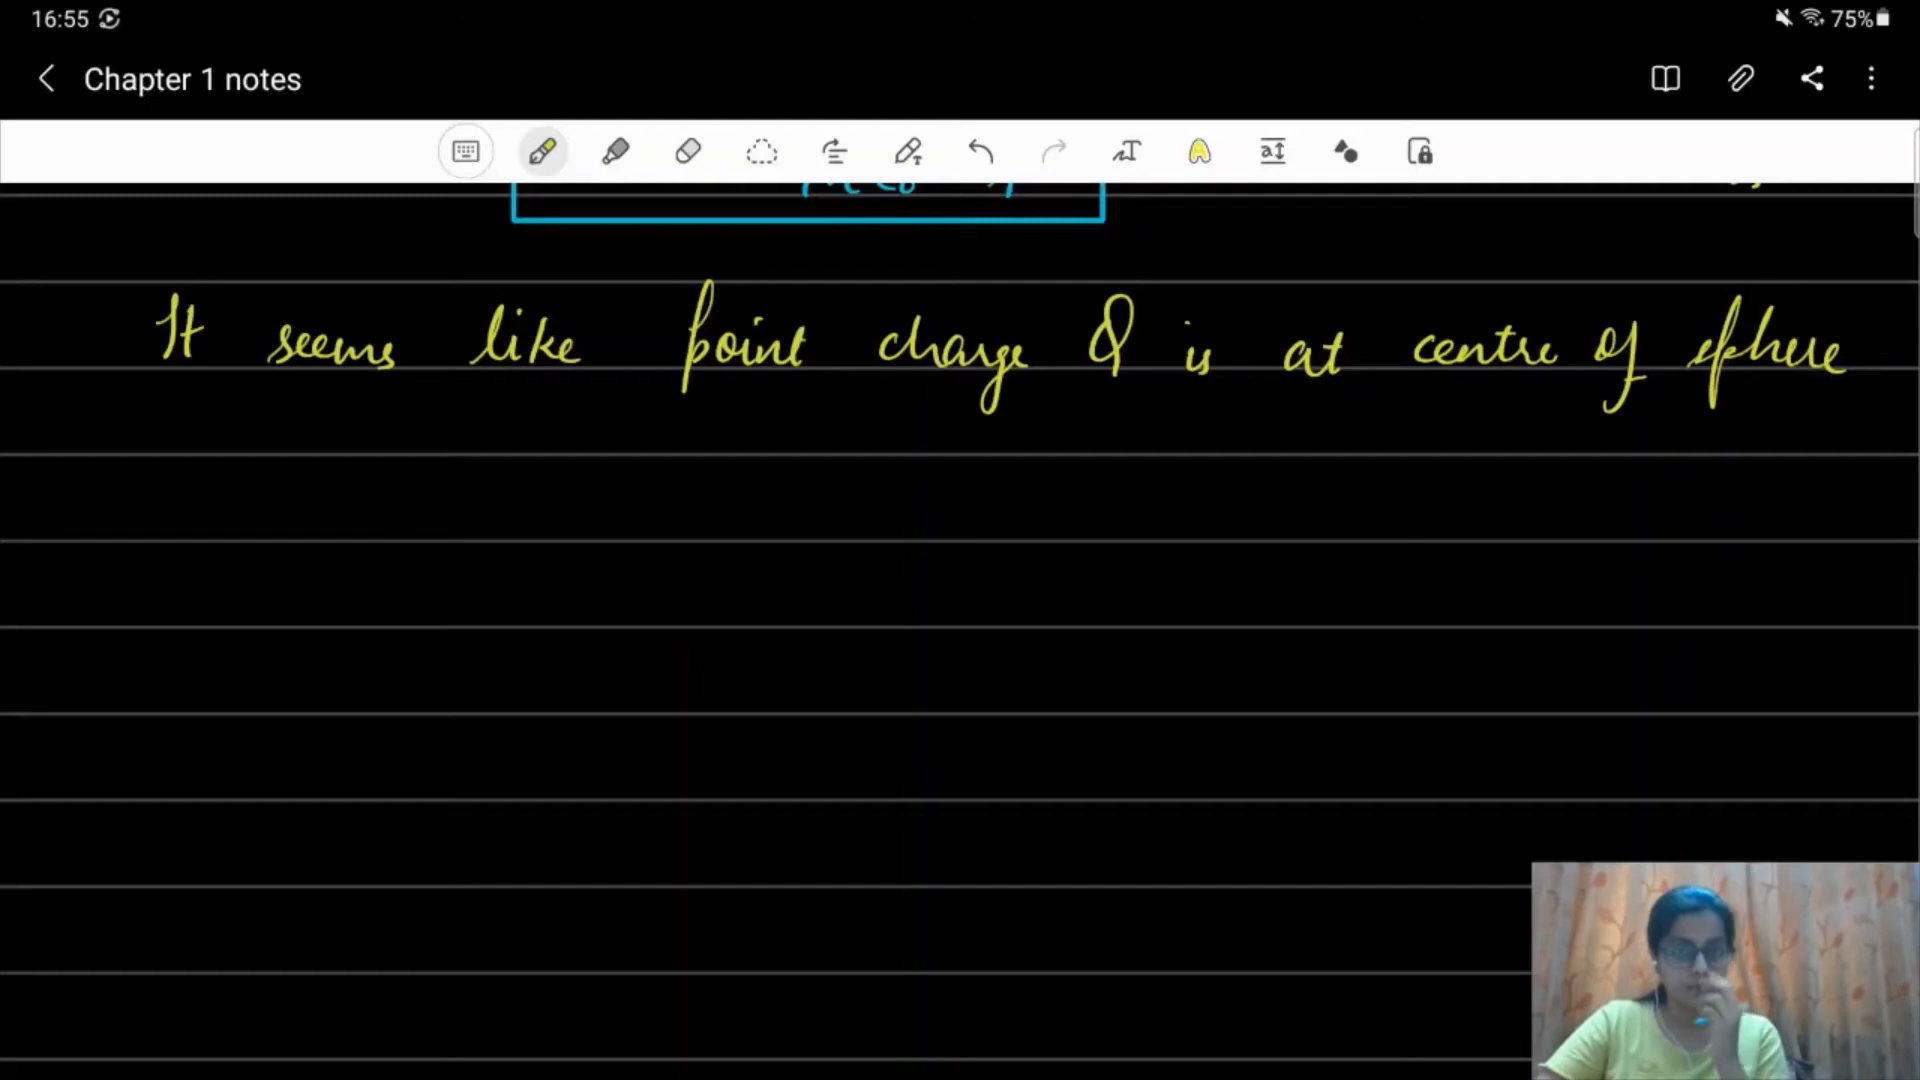 16:55 75%
Chapter 1 notes
It seems like point charge Q is at centre of sphere